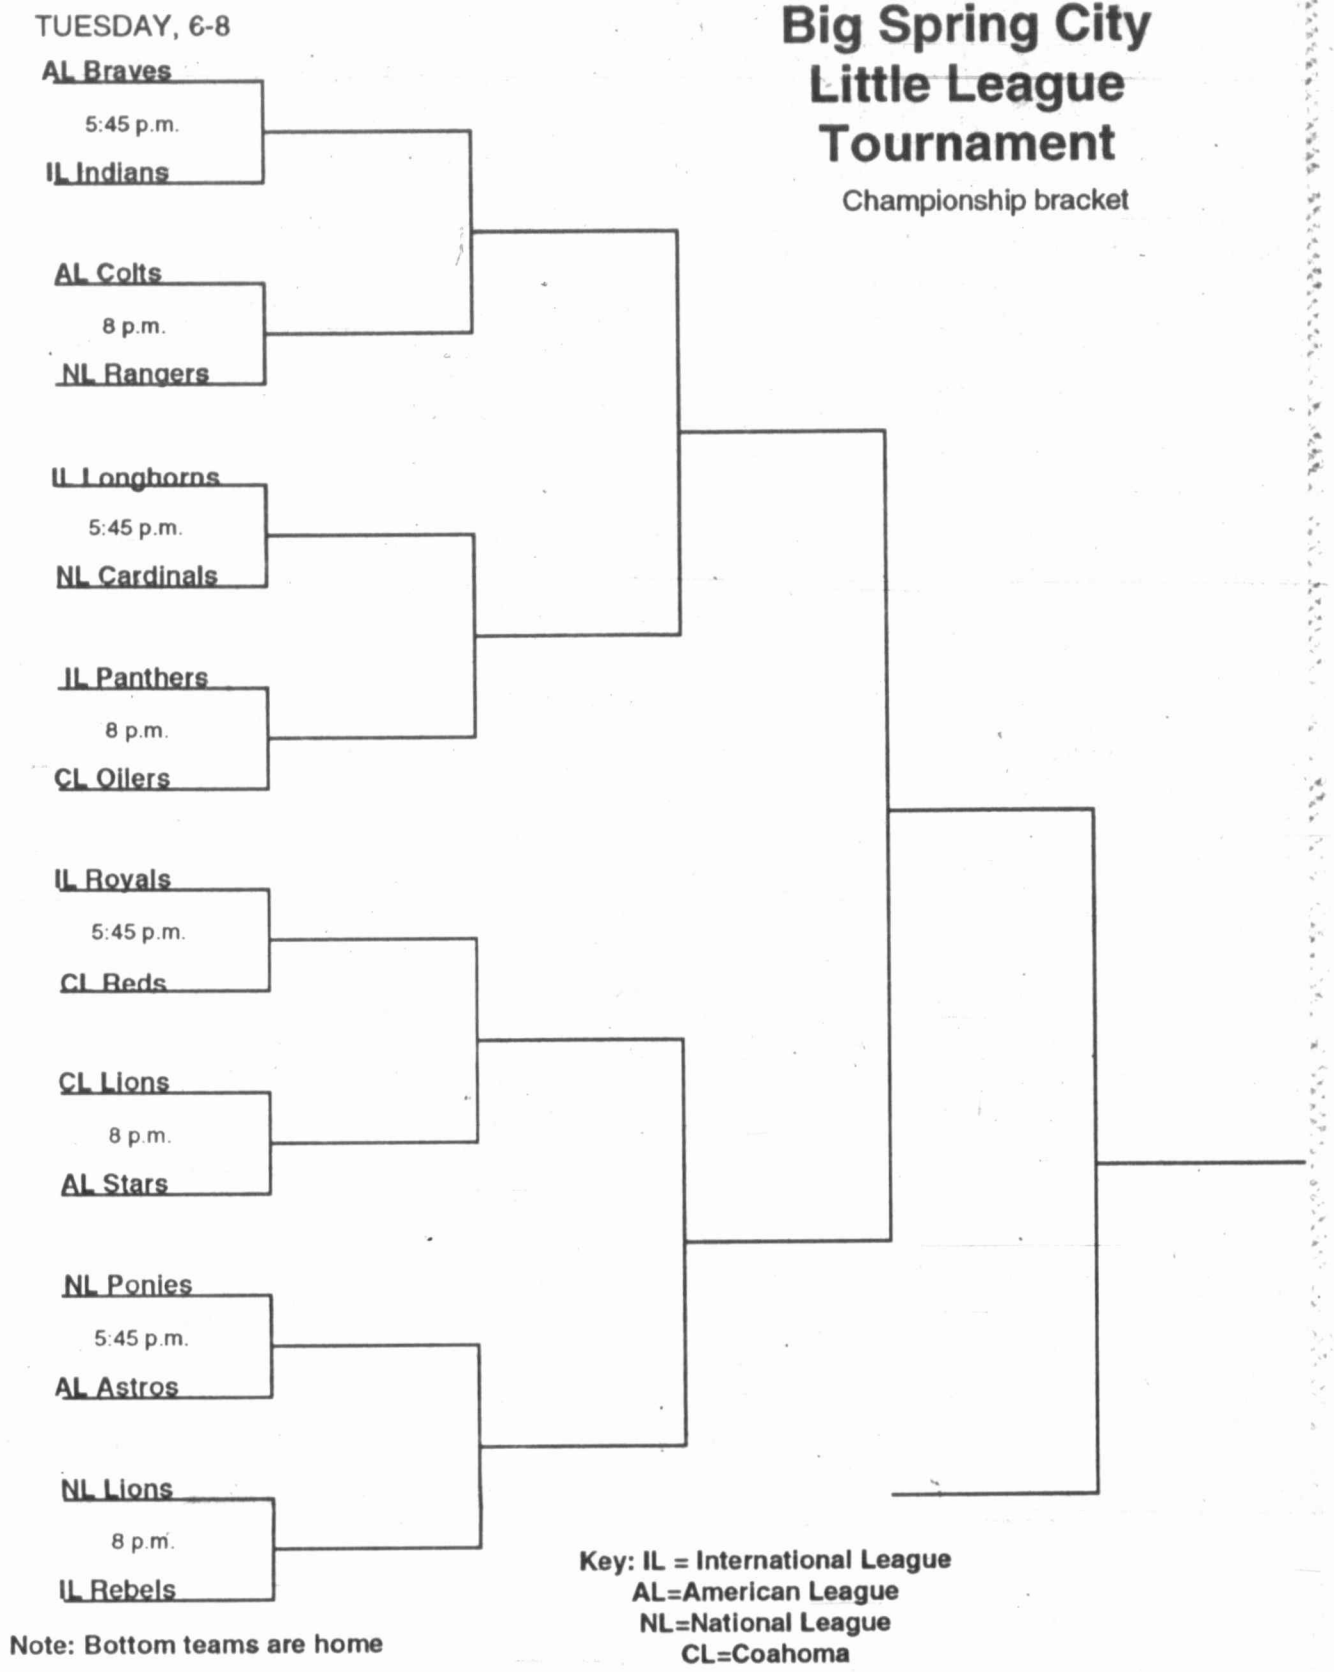 TUESDAY, 6-8
Big Spring City
Little League
Tournament
Championship bracket
AL Braves
5:45 p.m.
IL Indians
AL Colts
8 p.m.
NL Rangers
IL Longhorns
5:45 p.m.
NL Cardinals
IL Panthers
8 p.m.
CL Oilers
IL Royals
5:45 p.m.
CL Reds
CL Lions
8 p.m.
AL Stars
NL Ponies
5:45 p.m.
AL Astros
NL Lions
8 p.m.
IL Rebels
Note: Bottom teams are home
Key: IL = International League
AL=American League
NL=National League
CL=Coahoma